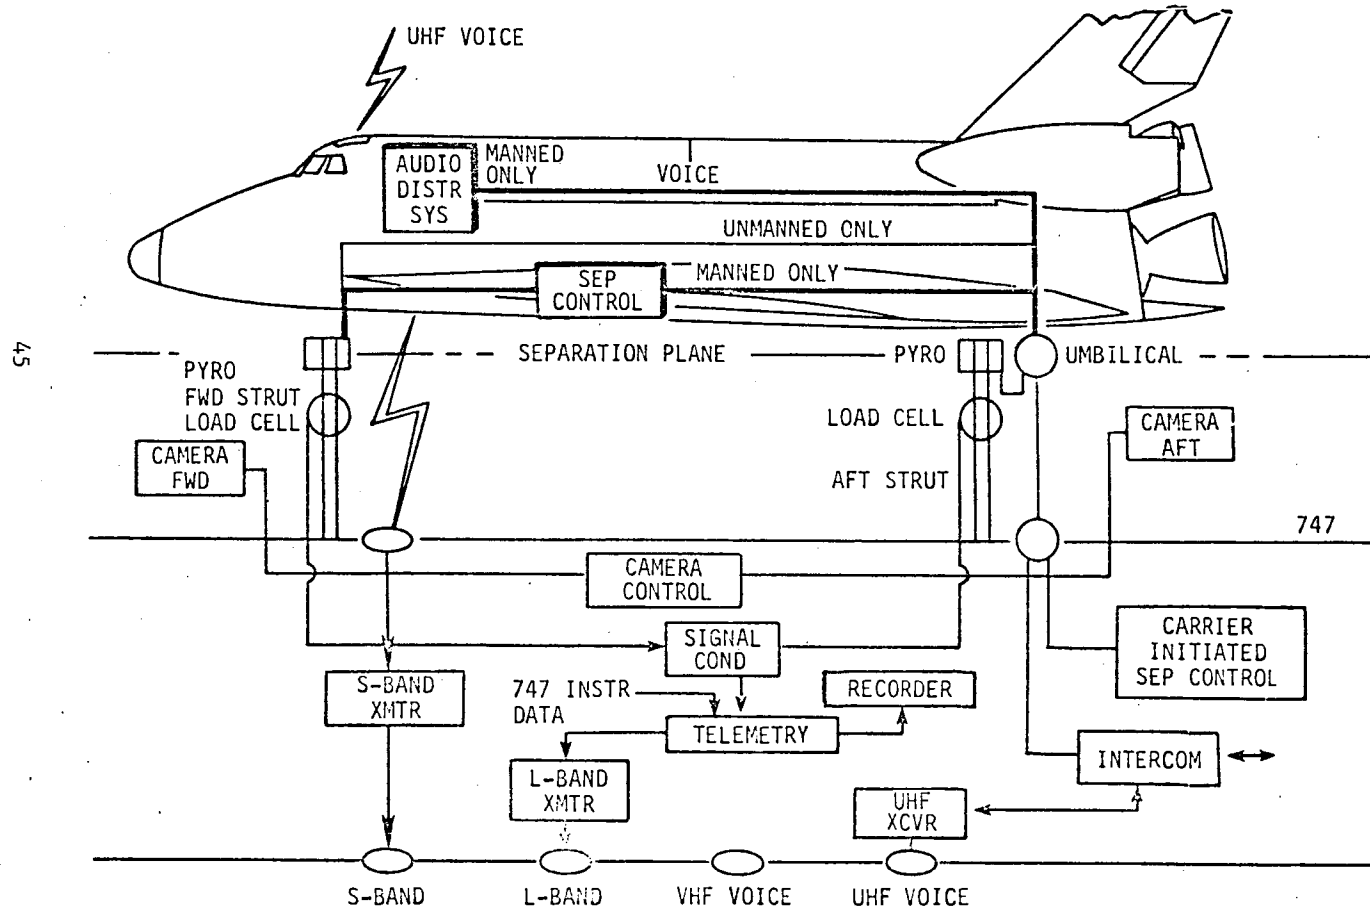 UHF VOICE
AUDIO
DISTR
SYS
MANNED
ONLY
VOICE
UNMANNED ONLY
SEP
CONTROL
MANNED ONLY
45
SEPARATION PLANE
PYRO
UMBILICAL
PYRO
FWD STRUT
LOAD CELL
LOAD CELL
CAMERA
AFT
CAMERA
FWD
AFT STRUT
747
CAMERA
CONTROL
CARRIER
INITIATED
SEP CONTROL
SIGNAL
COND
S-BAND
XMTR
747 INSTR
DATA
RECORDER
TELEMETRY
L-BAND
XMTR
INTERCOM
UHF
XCVR
S-BAND
L-BAND
VHF VOICE
UHF VOICE